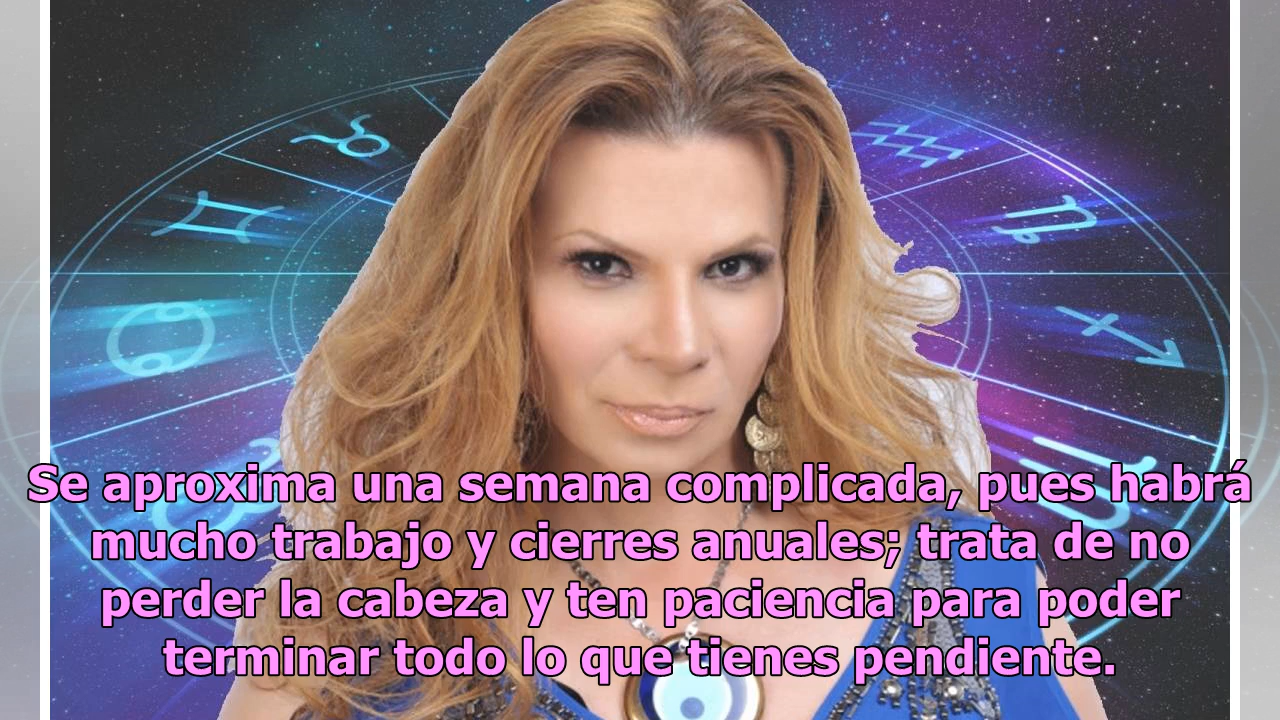 Se aproxima una semana complicada, pues habrá
mucho trabajo y cierres anuales; trata de no
perder la cabeza y ten paciencia para poder
terminar todo lo que tienes pendiente.